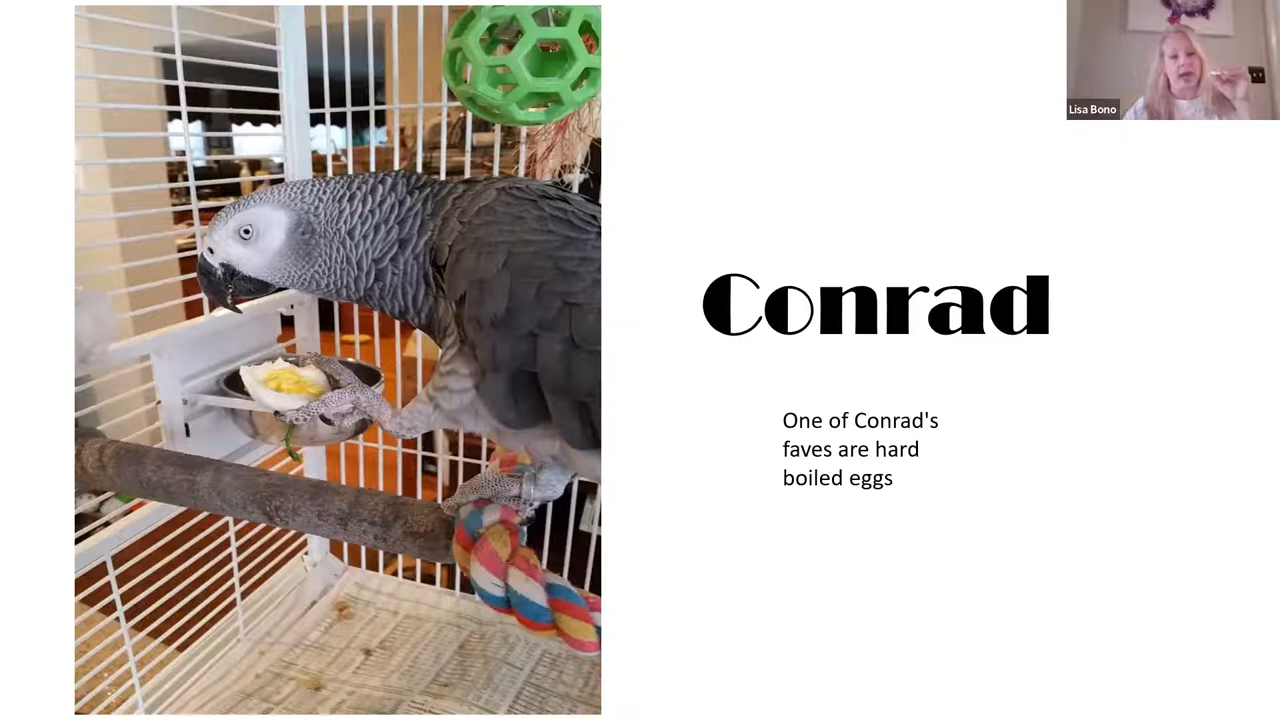 Lisa Bono
Conrad
One of Conrad's
faves are hard
boiled eggs